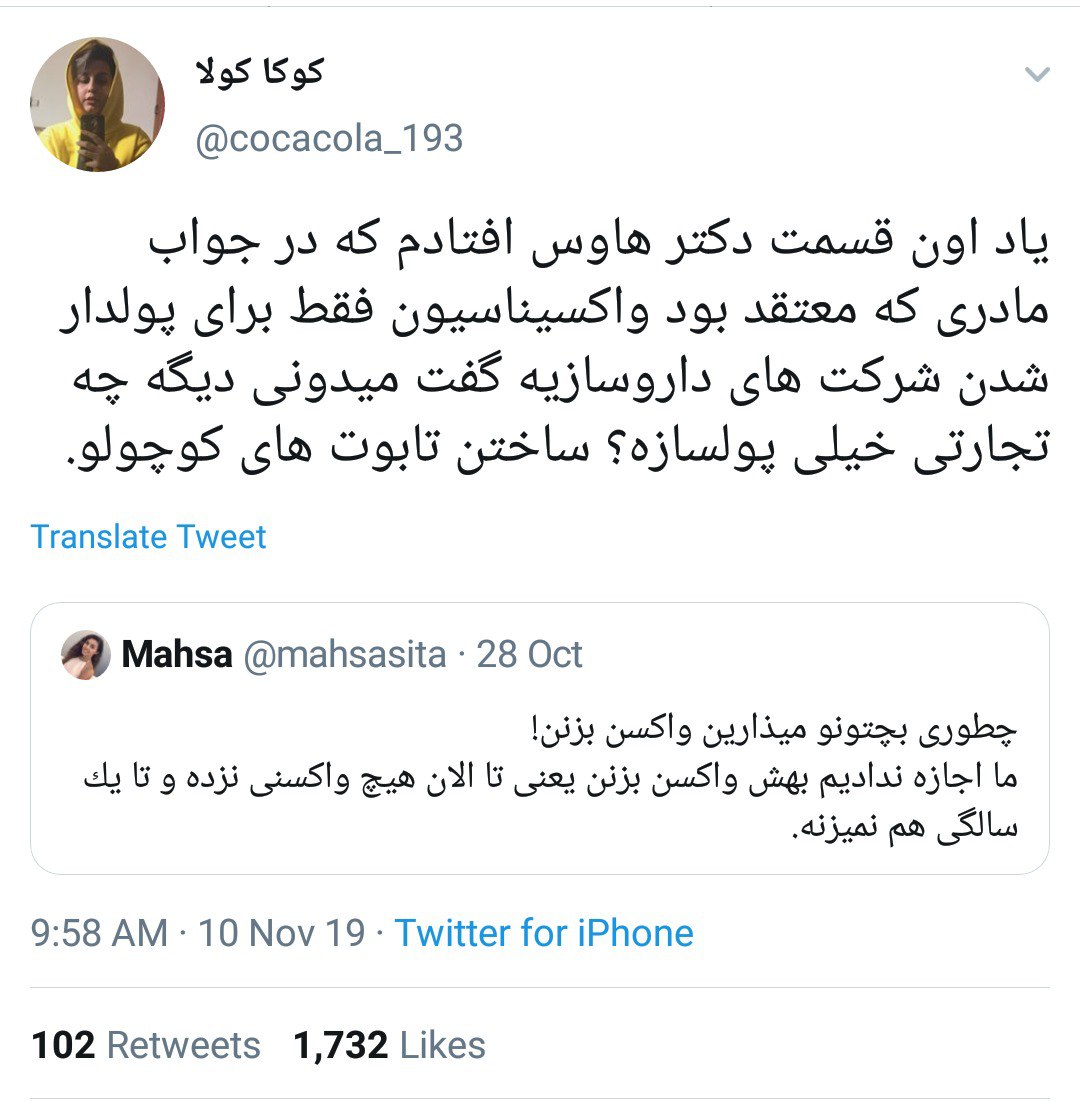 کوکا کولا
@cocacola_193
یاد اون قسمت دکتر هاوس افتادم که در جواب
مادری که معتقد بود واکسیناسیون فقط برای پولدار
شدن شرکت های داروسازیه گفت میدونی دیگه چه
تجارتی خیلی پولسازه؟ ساختن تابوت های کوچولو.
Translate Tweet
Mahsa @mahsasita · 28 Oct
چطوری بچتونو میذارین واکسن بزنن!
ما اجازه ندادیم بهش واکسن بزنن یعنی تا الان هیچ واکسنی نزده و تا يك
سالگی هم نمیزنه.
9:58 AM · 10 Nov 19 · Twitter for iPhone
102 Retweets 1,732 Likes